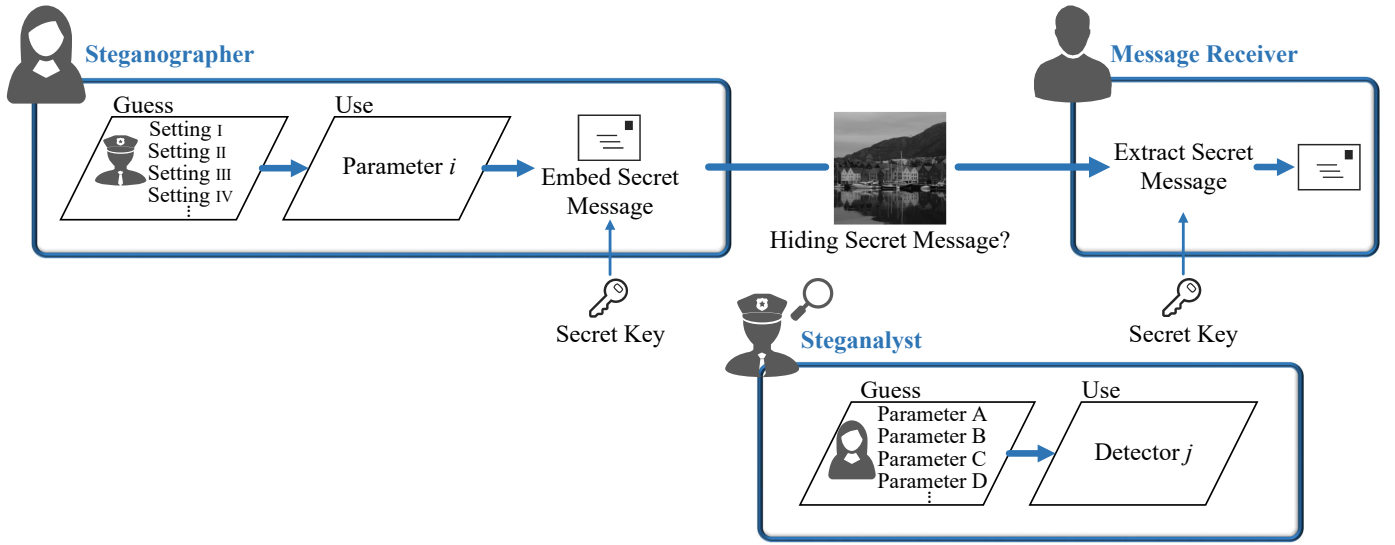 Steganographer
Guess
Setting I
Setting II
Setting III
Setting IV
⋮
Use
Parameter i
Embed Secret
Message
Secret Key
Hiding Secret Message?
Message Receiver
Extract Secret
Message
Secret Key
Steganalyst
Guess
Parameter A
Parameter B
Parameter C
Parameter D
⋮
Use
Detector j